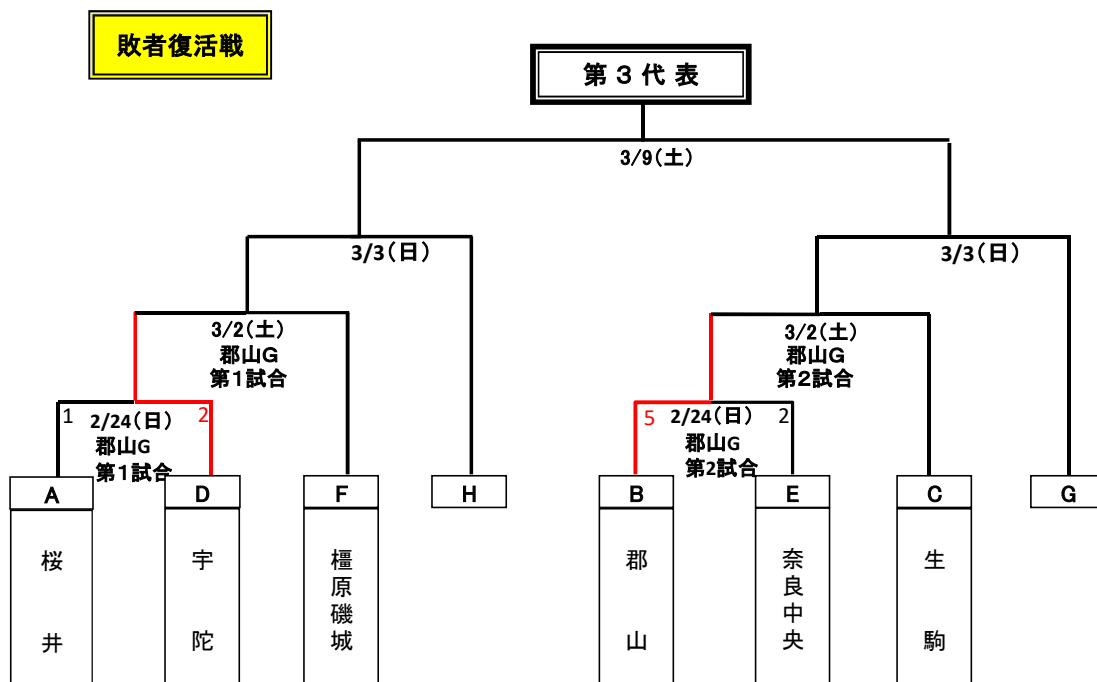 敗者復活戦
第３代表
3/9(土)
3/3(日)
3/3(日)
3/2(土)
郡山G
第1試合
3/2(土)
郡山G
第2試合
1
2/24(日)
2
郡山G
第1試合
5
2/24(日)
2
郡山G
第2試合
A
D
F
H
B
E
C
G
桜井
宇陀
橿原磯城
郡山
奈良中央
生駒